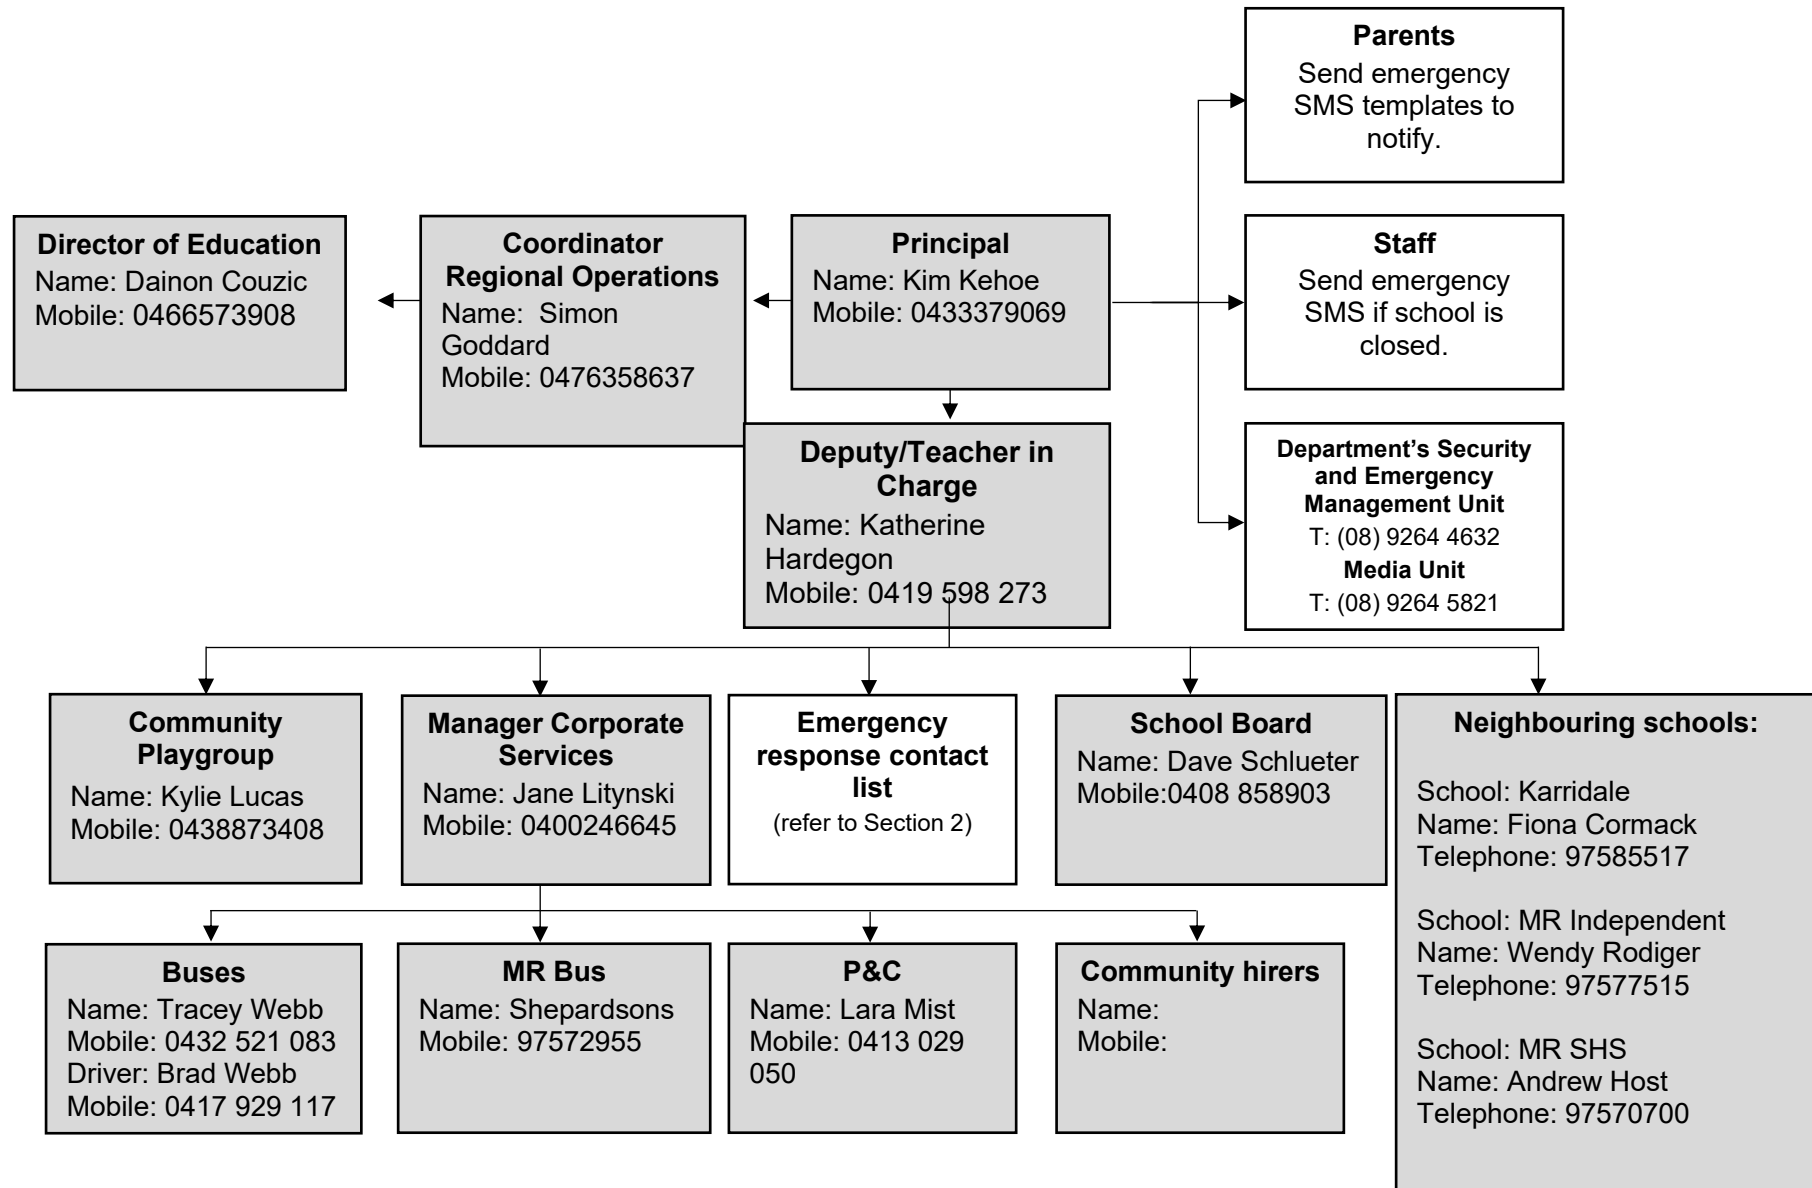 Parents
Send emergency
SMS templates to
notify.
Director of Education
Name: Dainon Couzic
Mobile: 0466573908
Coordinator
Regional Operations
Name:  Simon
Goddard
Mobile: 0476358637
Principal
Name: Kim Kehoe
Mobile: 0433379069
Staff
Send emergency
SMS if school is
closed.
Deputy/Teacher in
Charge
Name: Katherine
Hardegon
Mobile: 0419 598 273
Department’s Security
and Emergency
Management Unit
T: (08) 9264 4632
Media Unit
T: (08) 9264 5821
Community
Playgroup
Name: Kylie Lucas
Mobile: 0438873408
Manager Corporate
Services
Name: Jane Litynski
Mobile: 0400246645
Emergency
response contact
list
(refer to Section 2)
School Board
Name: Dave Schlueter
Mobile:0408 858903
Neighbouring schools:
School: Karridale
Name: Fiona Cormack
Telephone: 97585517
School: MR Independent
Name: Wendy Rodiger
Telephone: 97577515
School: MR SHS
Name: Andrew Host
Telephone: 97570700
Buses
Name: Tracey Webb
Mobile: 0432 521 083
Driver: Brad Webb
Mobile: 0417 929 117
MR Bus
Name: Shepardsons
Mobile: 97572955
P&C
Name: Lara Mist
Mobile: 0413 029
050
Community hirers
Name:
Mobile: